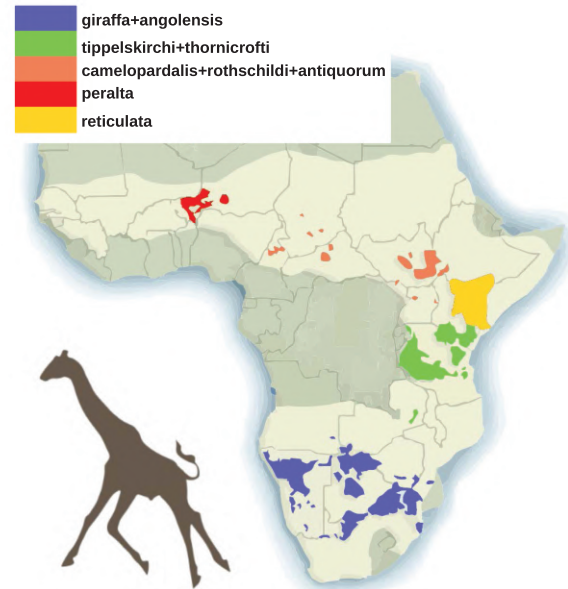 giraffa+angolensis
tippelskirchi+thornicrofti
camelopardalis+rothschildi+antiquorum
peralta
reticulata